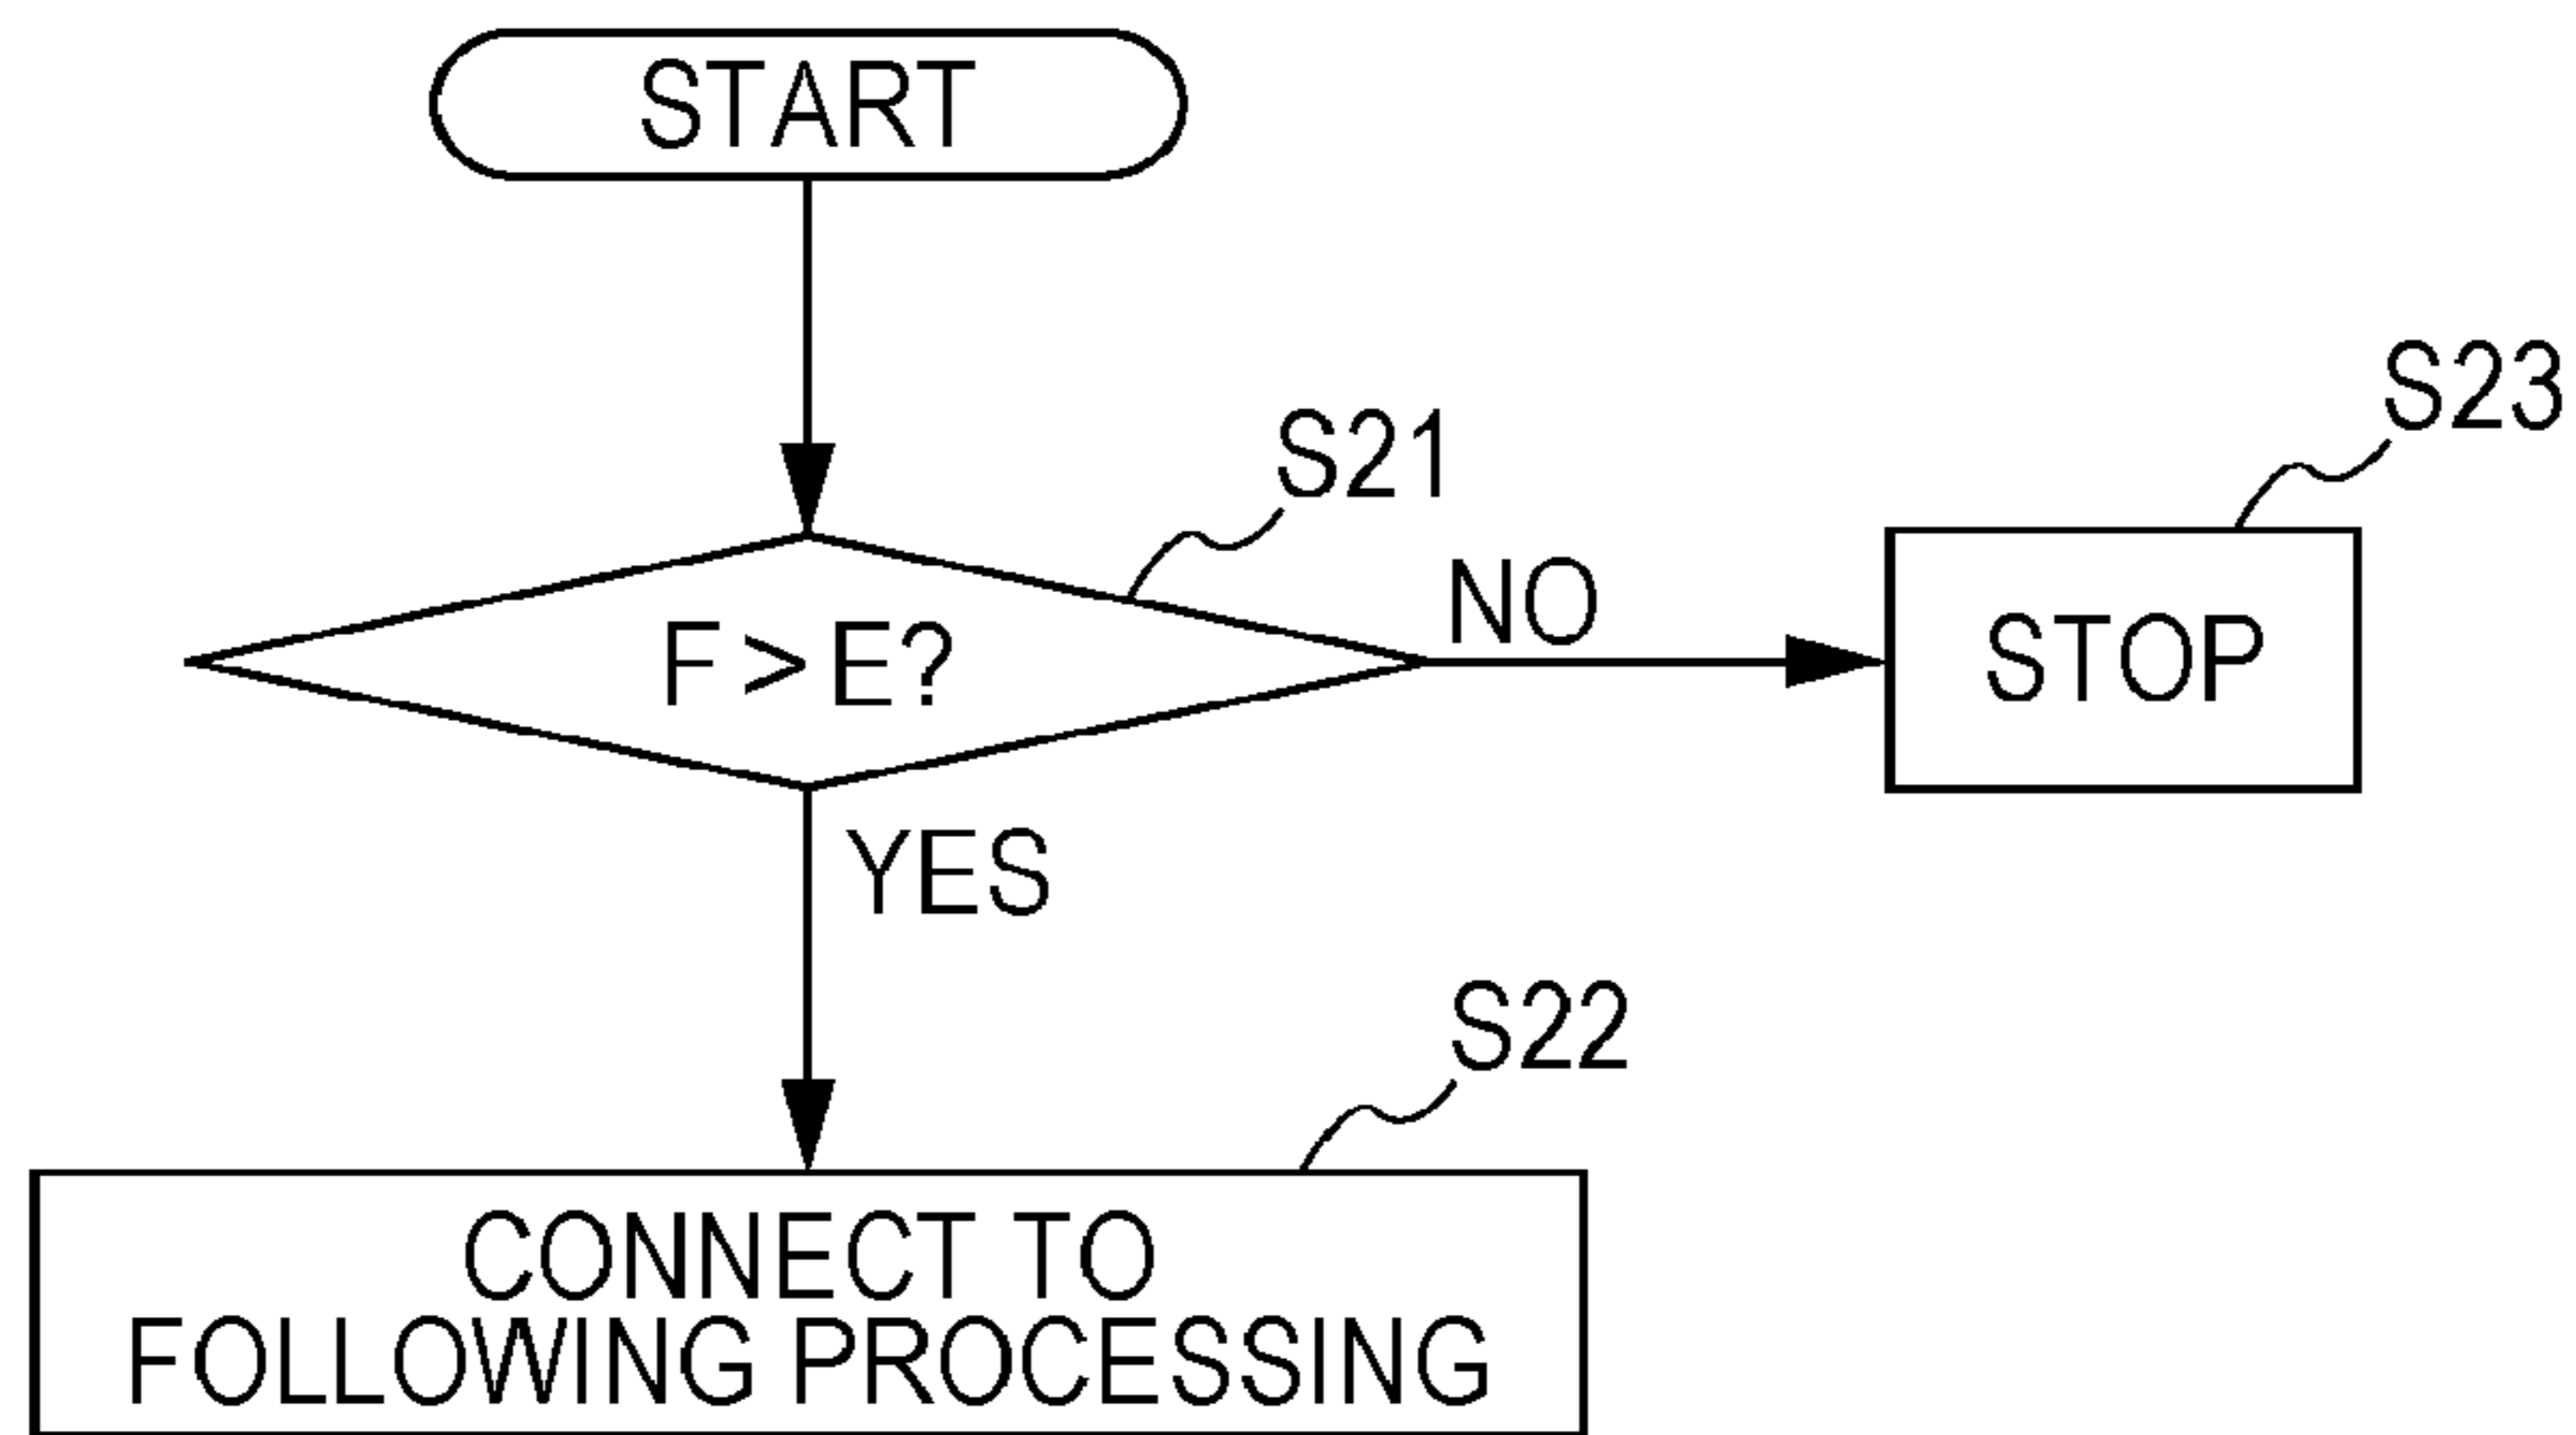 START
S23
S21
NO
F > E?
STOP
YES
S22
CONNECT TO
FOLLOWING PROCESSING